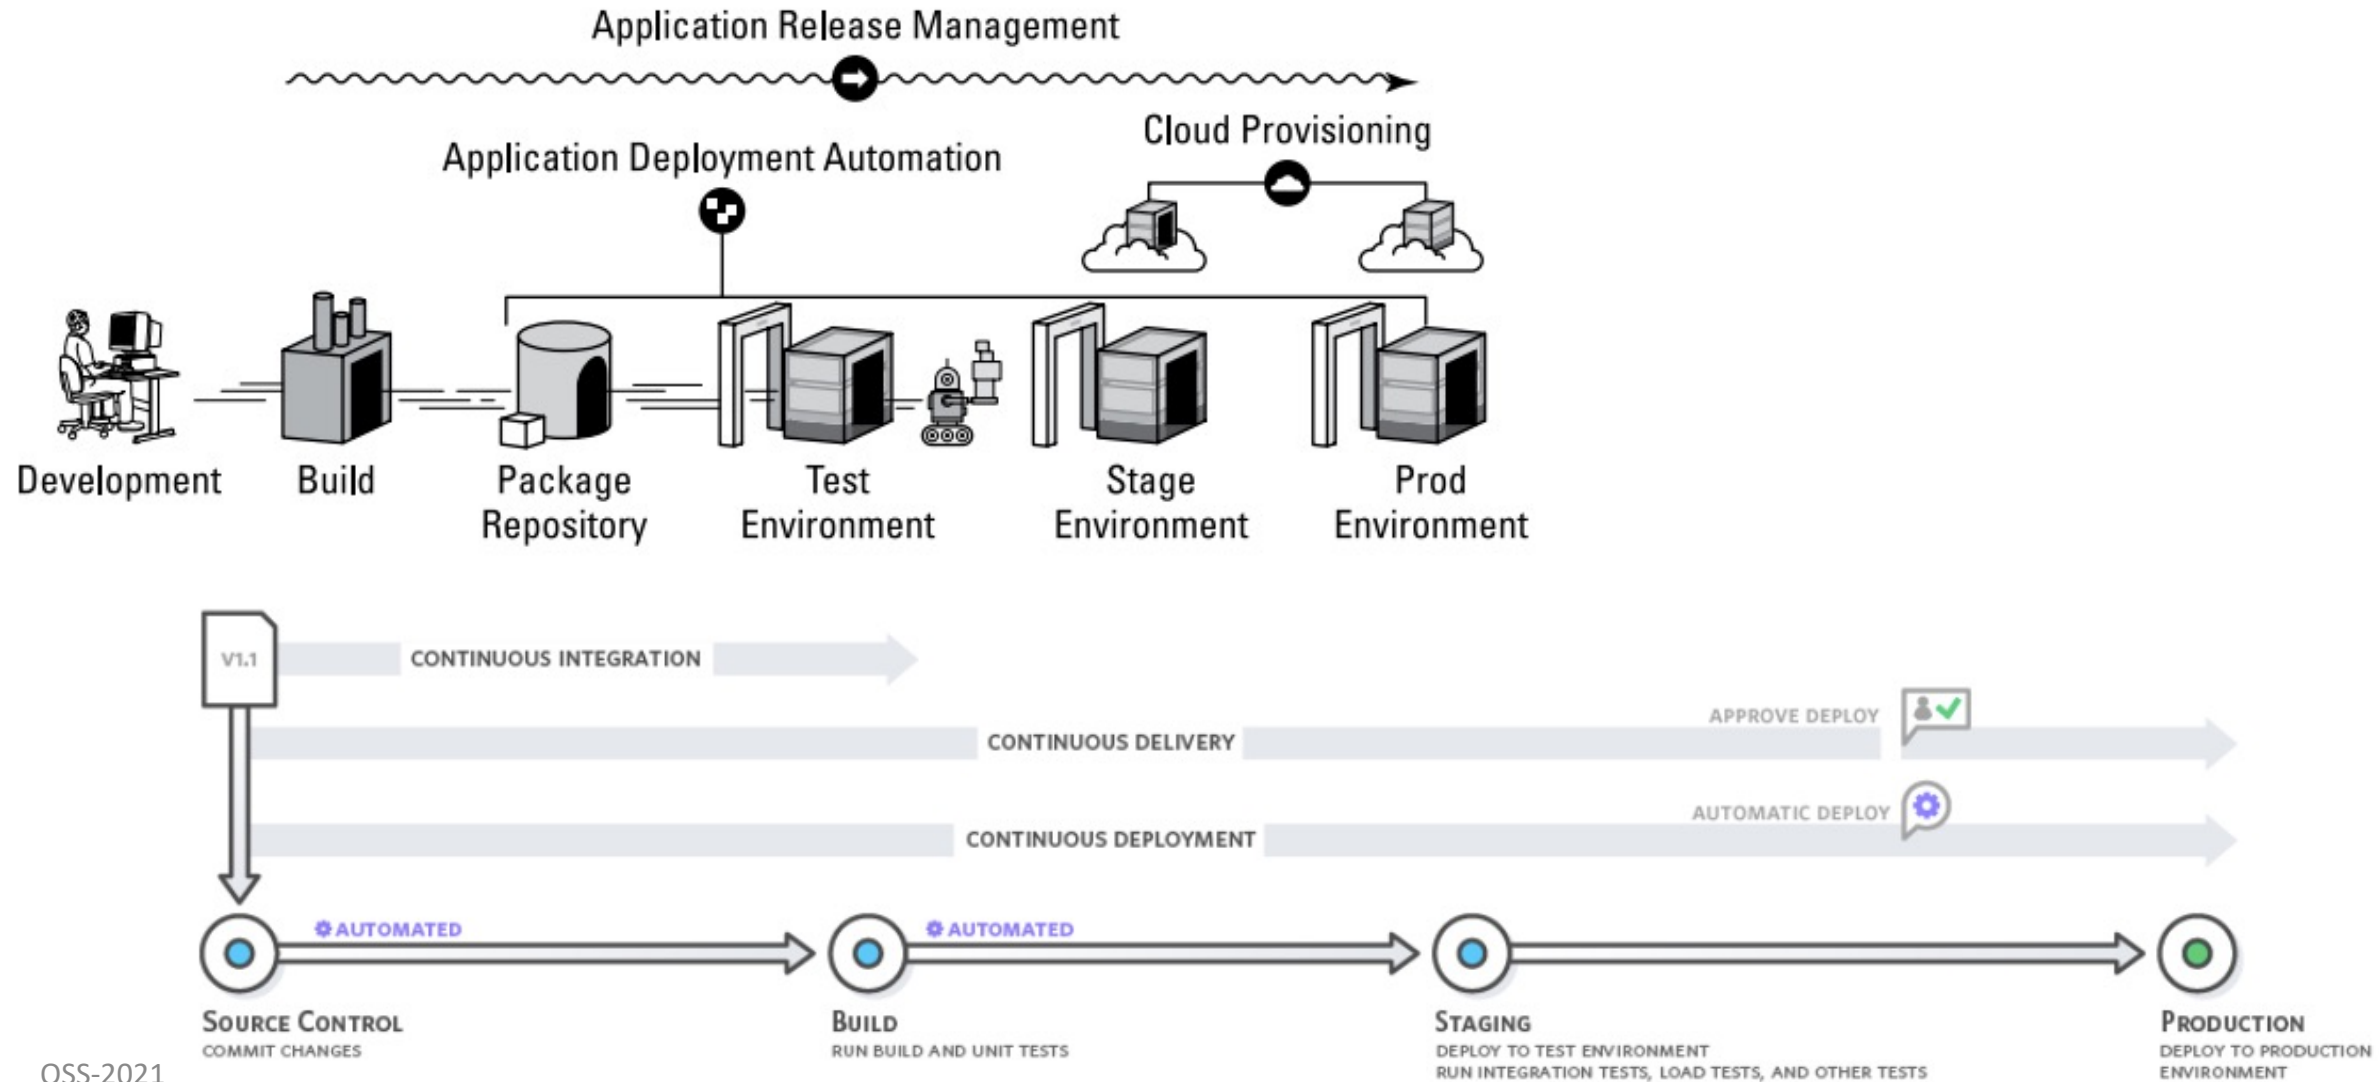 Application Release Management
Cloud Provisioning
Application Deployment Automation
Development
Build
Package
Repository
Test
Environment
Stage
Environment
Prod
Environment
V1.1
CONTINUOUS INTEGRATION
APPROVE DEPLOY
CONTINUOUS DELIVERY
AUTOMATIC DEPLOY
CONTINUOUS DEPLOYMENT
AUTOMATED
AUTOMATED
SOURCE CONTROL
COMMIT CHANGES
BUILD
RUN BUILD AND UNIT TESTS
STAGING
DEPLOY TO TEST ENVIRONMENT
RUN INTEGRATION TESTS, LOAD TESTS, AND OTHER TESTS
PRODUCTION
DEPLOY TO PRODUCTION
ENVIRONMENT
OSS-2021